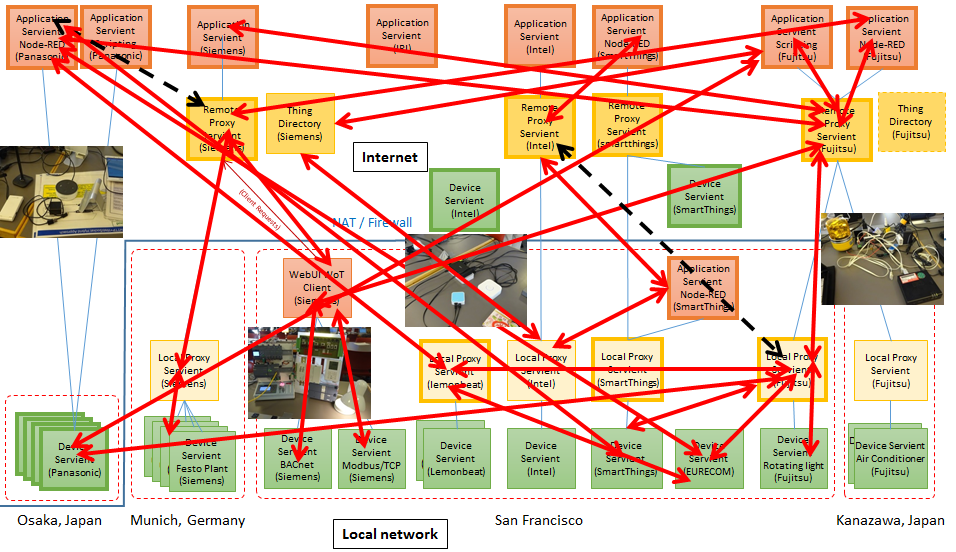 Application
Servient
Node-RED
(Panasonic)
Application
Servient
Scripting
(Panasonic)
Application
Servient
(Siemens)
Application
Servient
(IRI)
Application
Servient
(Intel)
Application
Servient
Node-RED
(SmartThings)
Application
Servient
Scripting
(Fujitsu)
Application
Servient
Node-RED
(Fujitsu)
Remote
Proxy
Servient
(Siemens)
Thing
Directory
(Siemens)
Remote
Proxy
Servient
(Intel)
Remote
Proxy
Servient
(smartthings)
Remote
Proxy
Servient
(Fujitsu)
Thing
Directory
(Fujitsu)
Internet
Device
Servient
(Intel)
Device
Servient
(SmartThings)
(Client Requests)
NAT / Firewall
WebUI WoT
Client
(Siemens)
Application
Servient
Node-RED
(SmartThings)
Local Proxy
Servient
(Siemens)
Local Proxy
Servient
(lemonbeat)
Local Proxy
Servient
(Intel)
Local Proxy
Servient
(SmartThings)
Local Proxy
Servient
(Fujitsu)
Local Proxy
Servient
(Fujitsu)
Device
Servient
(Panasonic)
Device
Servient
Festo Plant
(Siemens)
Device
Servient
BACnet
(Siemens)
Device
Servient
Modbus/TCP
(Siemens)
Device
Servient
(Lemonbeat)
Device
Servient
(Intel)
Device
Servient
(SmartThings)
Device
Servient
(EURECOM)
Device
Servient
Rotating light
(Fujitsu)
Device Servient
Air Conditioner
(Fujitsu)
Osaka, Japan
Munich, Germany
San Francisco
Kanazawa, Japan
Local network